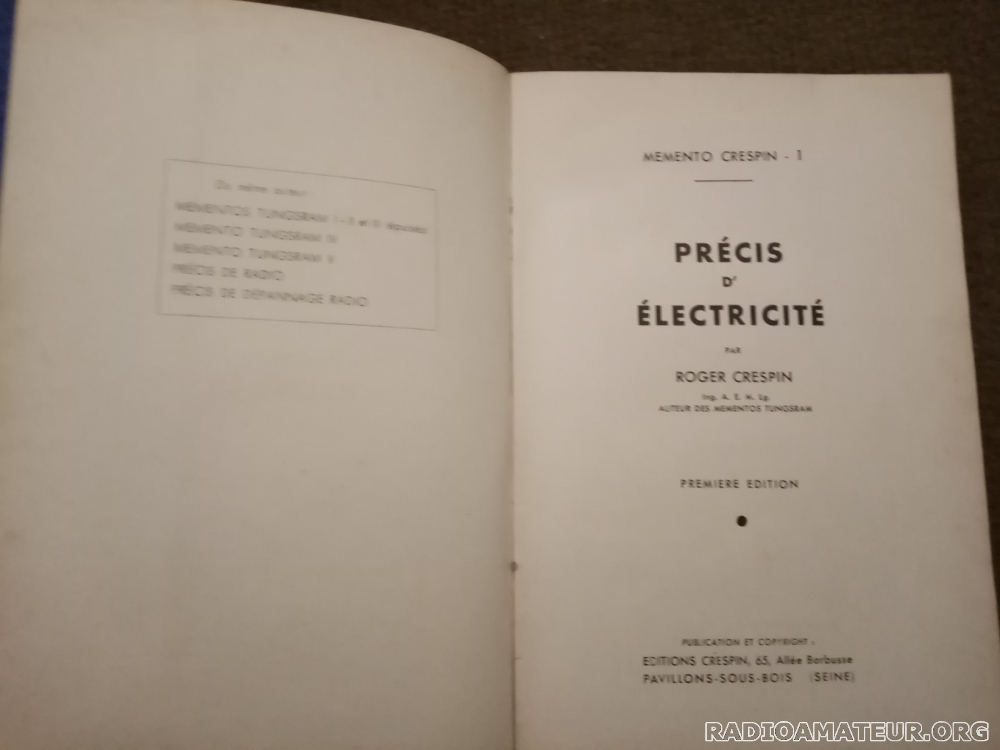 Du même auteur :
MEMENTOS TUNGSRAM I - II et III (épuisés)
MEMENTO TUNGSRAM IV
MEMENTO TUNGSRAM V
PRÉCIS DE RADIO
PRÉCIS DE DÉPANNAGE RADIO
MEMENTO CRESPIN - 1
PRÉCIS
D'
ÉLECTRICITÉ
PAR
ROGER CRESPIN
Ing. A. E. M. Lg.
AUTEUR DES MEMENTOS TUNGSRAM
PREMIERE EDITION
PUBLICATION ET COPYRIGHT :
EDITIONS CRESPIN, 65, Allée Barbusse
PAVILLONS-SOUS-BOIS (SEINE)
RADIOAMATEUR.ORG